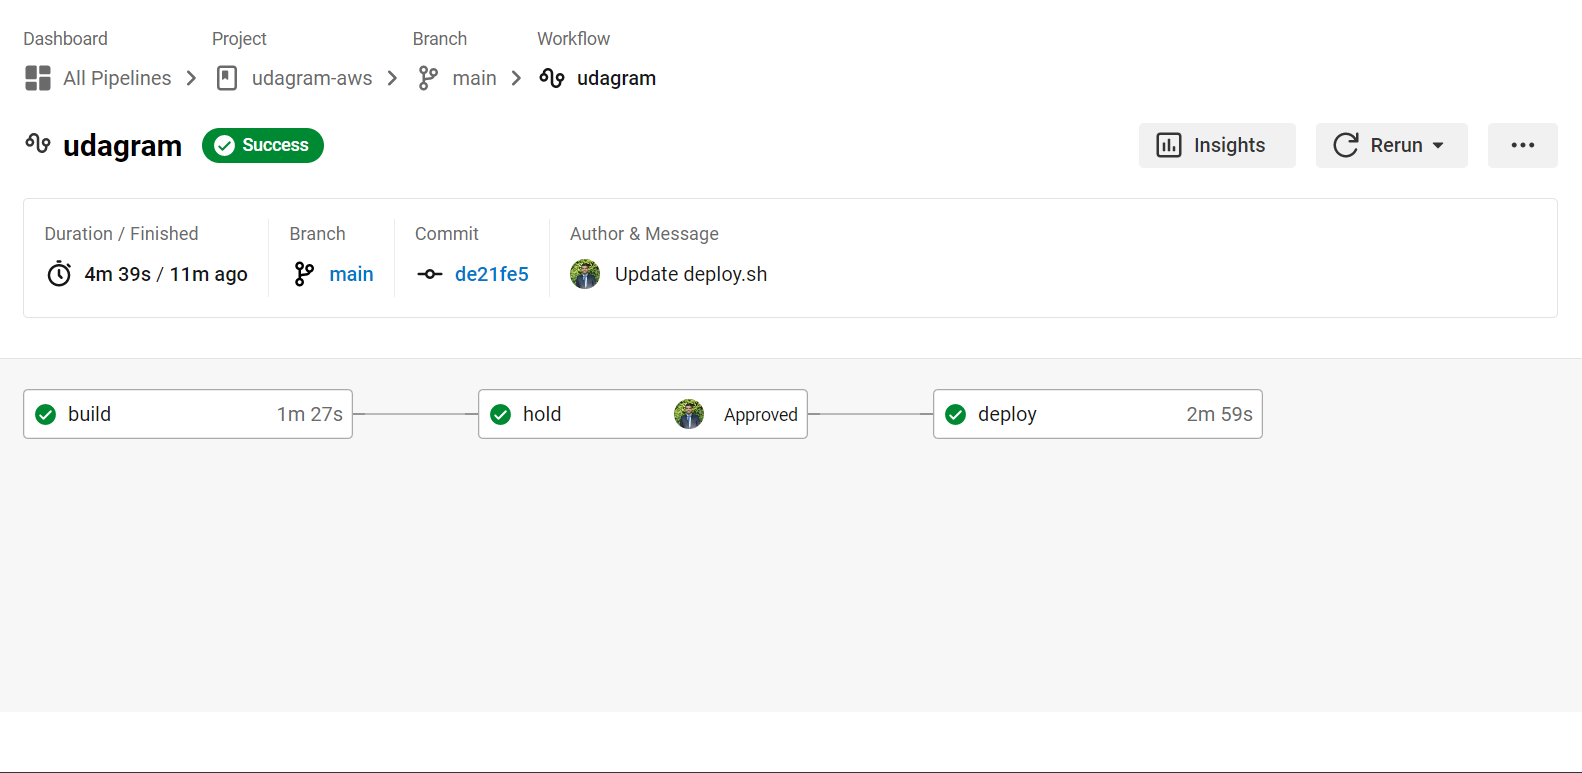 Dashboard Project Branch Workflow
All Pipelines udagram-aws main udagram
udagram Success Insights Rerun
Duration / Finished Branch Commit Author & Message
4m 39s / 11m ago main de21fe5 Update deploy.sh
build 1m 27s hold Approved deploy 2m 59s